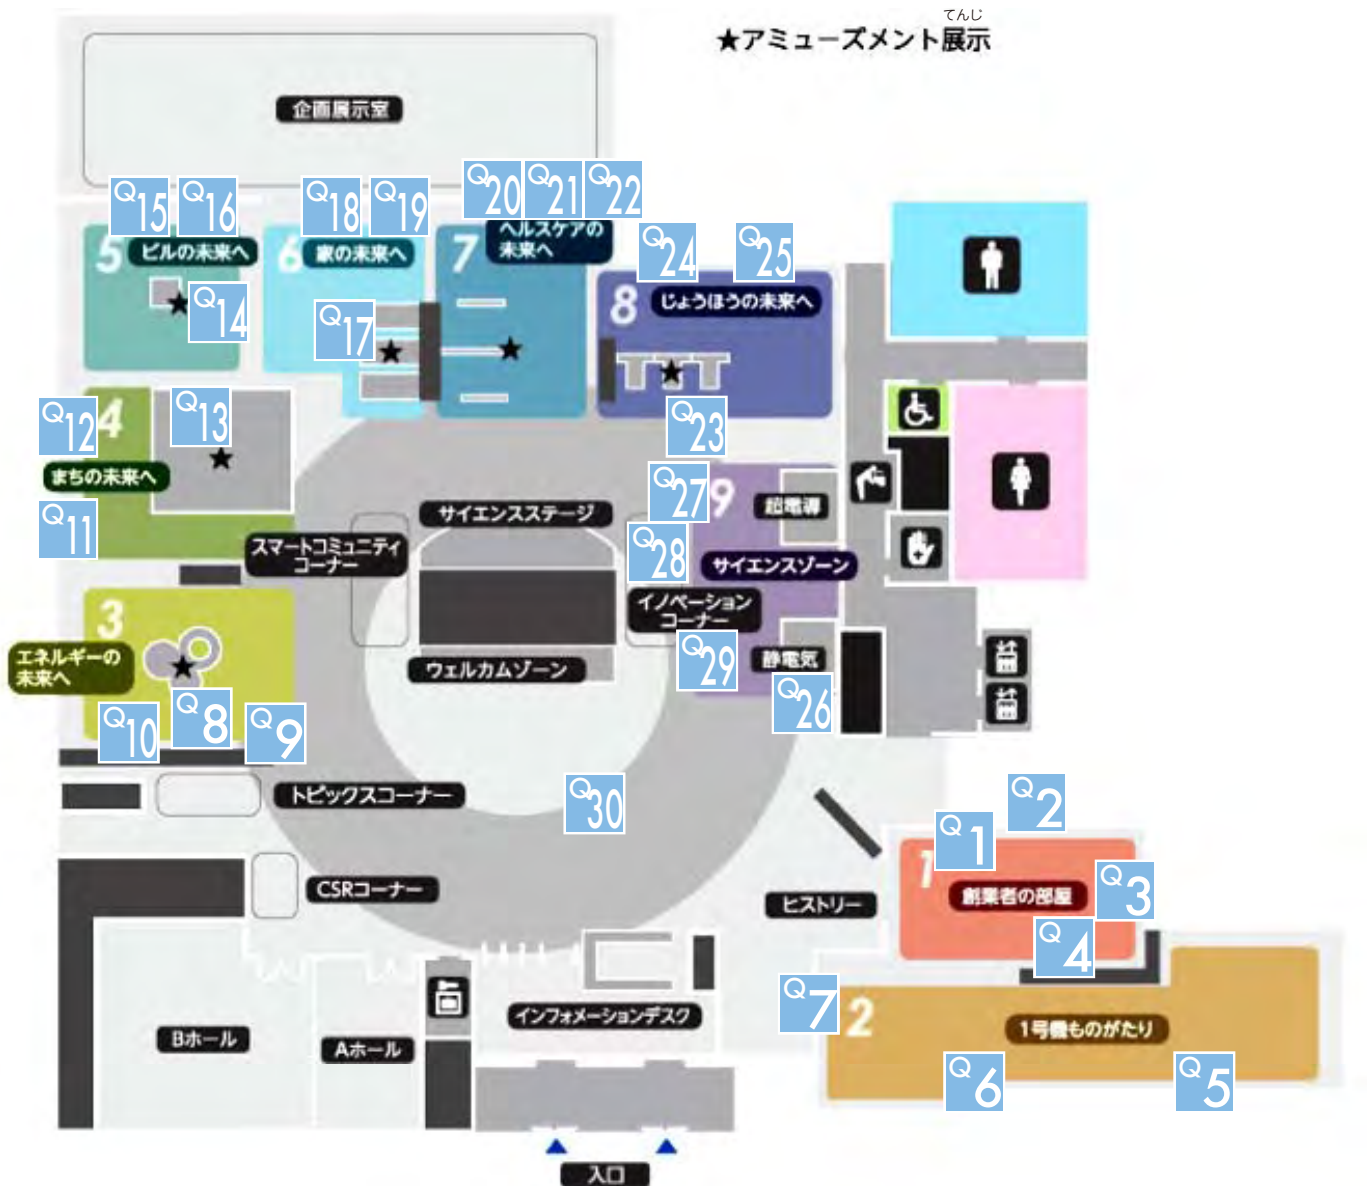 てんじ
★アミューズメント展示
企画展示室
Q15
Q16
Q18
Q19
Q20
Q21
Q22
5
ビルの未来へ
6
家の未来へ
7
ヘルスケアの
未来へ
Q24
Q25
8
じょうほうの未来へ
Q14
Q17
Q12
4
Q13
Q23
まちの未来へ
Q11
Q27
9
超電導
サイエンスステージ
スマートコミュニティ
コーナー
Q28
サイエンスゾーン
イノベーション
コーナー
3
エネルギーの
未来へ
ウェルカムゾーン
Q29
静電気
Q26
Q10
Q8
Q9
トピックスコーナー
Q30
Q2
Q1
1
創業者の部屋
Q3
CSRコーナー
ヒストリー
Q4
Q7
2
1号機ものがたり
インフォメーションデスク
Bホール
Aホール
Q6
Q5
入口